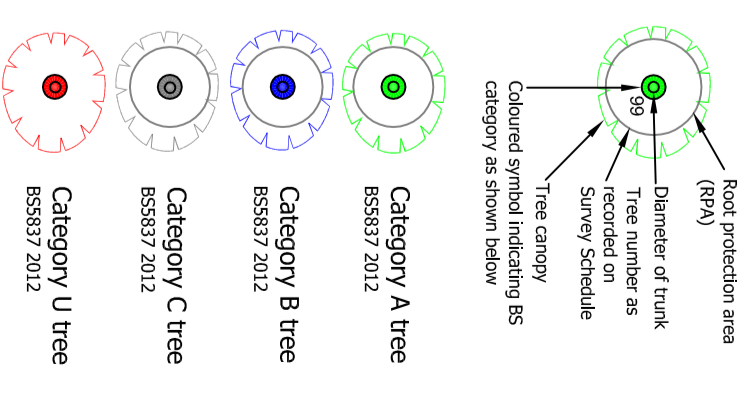 Root protection area
(RPA)
Diameter of trunk
Tree number as
recorded on
Survey Schedule
99
Tree canopy
Coloured symbol indicating BS
category as shown below
Category A tree
BS5837 2012
Category B tree
BS5837 2012
Category C tree
BS5837 2012
Category U tree
BS5837 2012